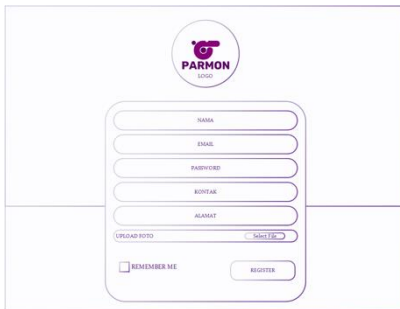 PARMON
LOGO
NAMA
EMAIL
PASSWORD
KONTAK
ALAMAT
UPLOAD FOTO Select File
REMEMBER ME
REGISTER